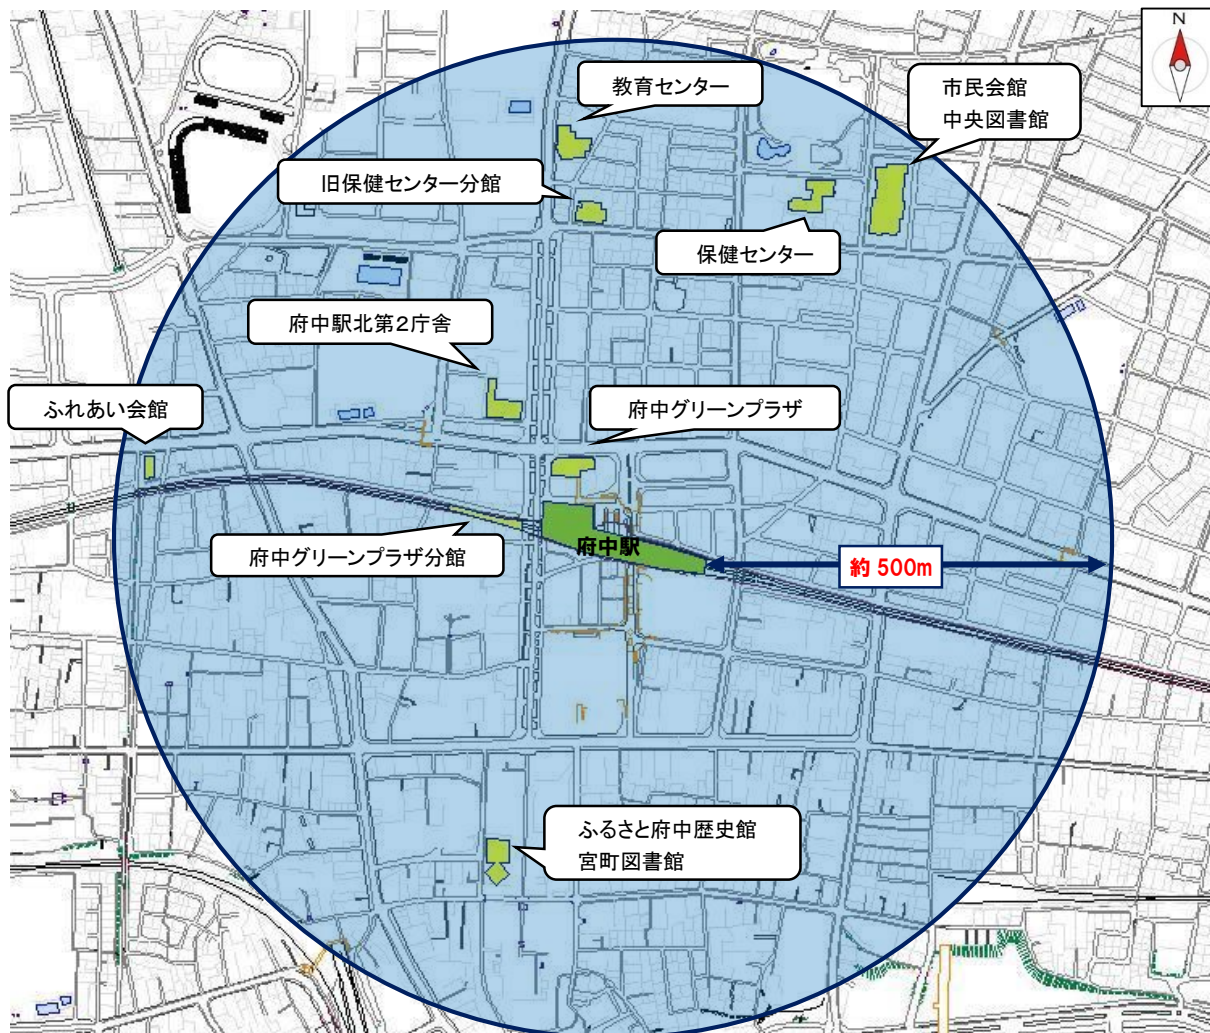 N
教育センター
市民会館
中央図書館
旧保健センター分館
保健センター
府中駅北第2庁舎
ふれあい会館
府中グリーンプラザ
府中グリーンプラザ分館
府中駅
約 500m
ふるさと府中歴史館
宮町図書館